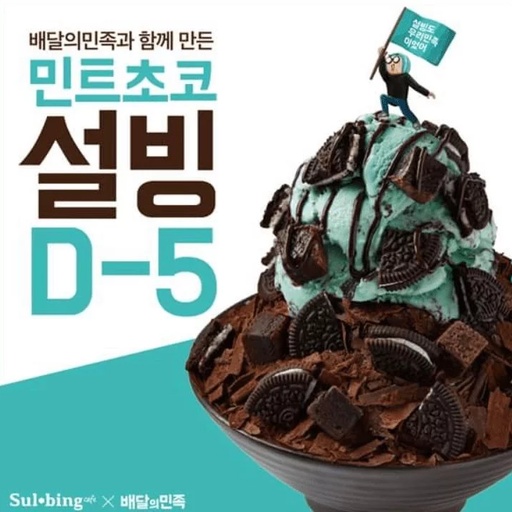 배달의민족과 함께 만든
민트초코
설빙
D-5
설빙도
우리민족
이었어
Sul•bing cafe × 배달의민족